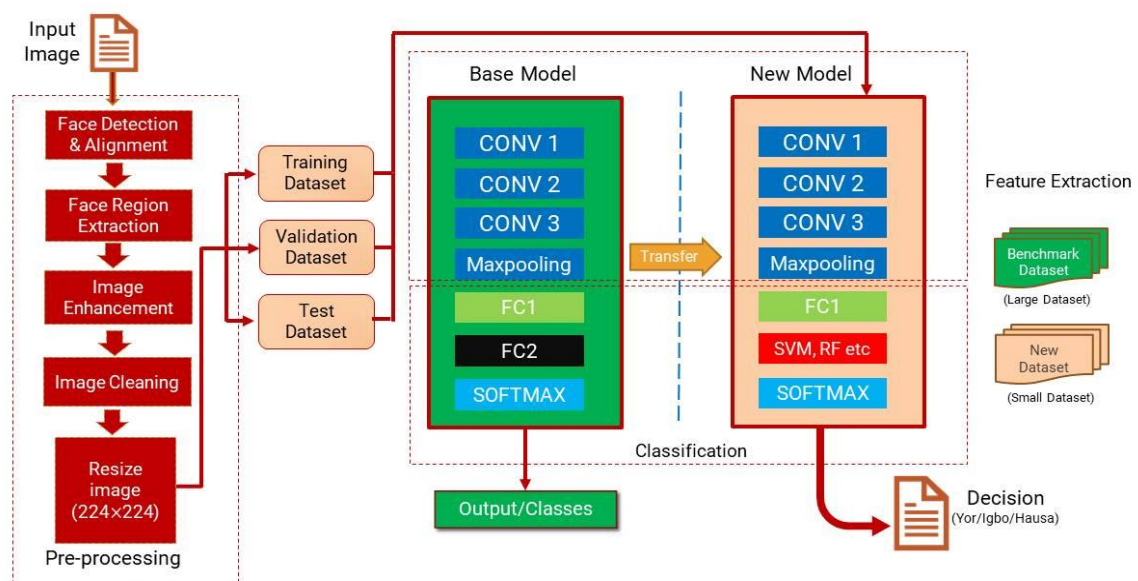 Input
Image
Face Detection
& Alignment
Face Region
Extraction
Image
Enhancement
Image Cleaning
Resize
image
(224×224)
Pre-processing
Training
Dataset
Validation
Dataset
Test
Dataset
Base Model
CONV 1
CONV 2
CONV 3
Maxpooling
FC1
FC2
SOFTMAX
Output/Classes
Transfer
New Model
CONV 1
CONV 2
CONV 3
Maxpooling
FC1
SVM, RF etc
SOFTMAX
Classification
Feature Extraction
Benchmark
Dataset
(Large Dataset)
New
Dataset
(Small Dataset)
Decision
(Yor/Igbo/Hausa)